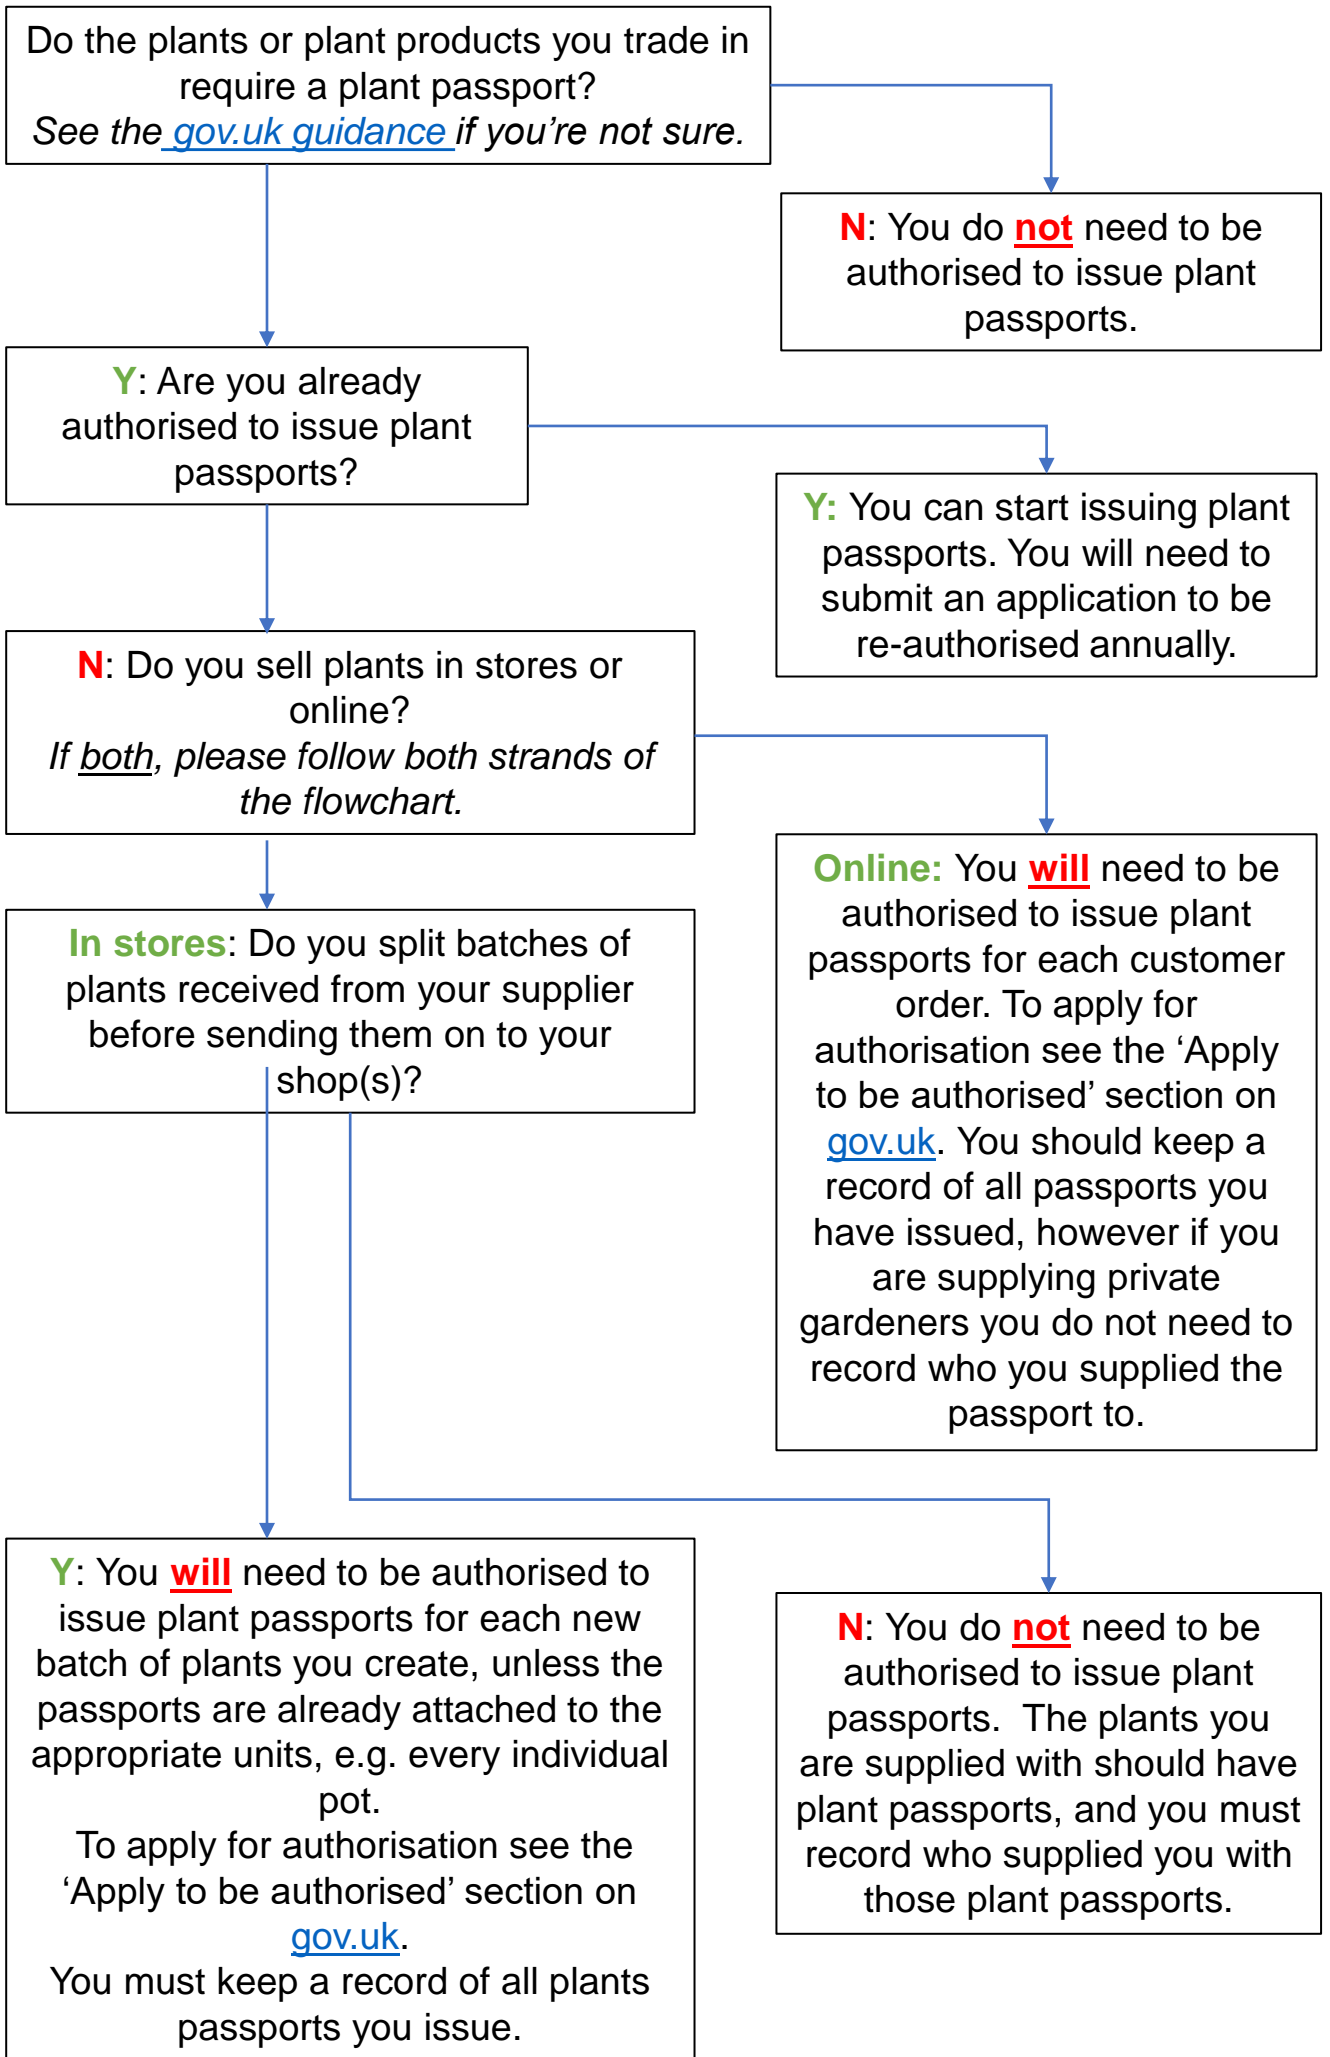 Do the plants or plant products you trade in
require a plant passport?
See the gov.uk guidance if you’re not sure.
N: You do not need to be
authorised to issue plant
passports.
Y: Are you already
authorised to issue plant
passports?
Y: You can start issuing plant
passports. You will need to
submit an application to be
re-authorised annually.
N: Do you sell plants in stores or
online?
If both, please follow both strands of
the flowchart.
Online: You will need to be
authorised to issue plant
passports for each customer
order. To apply for
authorisation see the ‘Apply
to be authorised’ section on
gov.uk. You should keep a
record of all passports you
have issued, however if you
are supplying private
gardeners you do not need to
record who you supplied the
passport to.
In stores: Do you split batches of
plants received from your supplier
before sending them on to your
shop(s)?
Y: You will need to be authorised to
issue plant passports for each new
batch of plants you create, unless the
passports are already attached to the
appropriate units, e.g. every individual
pot.
To apply for authorisation see the
‘Apply to be authorised’ section on
gov.uk.
You must keep a record of all plants
passports you issue.
N: You do not need to be
authorised to issue plant
passports.  The plants you
are supplied with should have
plant passports, and you must
record who supplied you with
those plant passports.